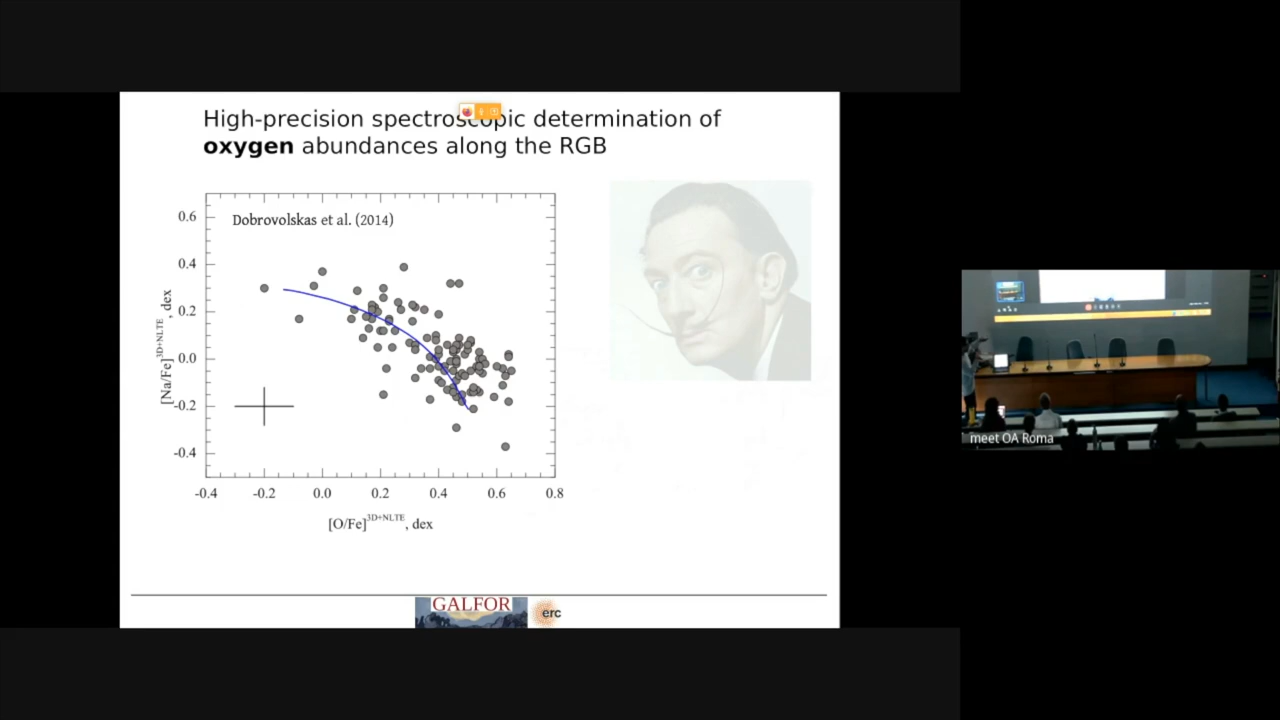 High-precision spectroscopic determination of
oxygen abundances along the RGB
Dobrovolskas et al. (2014)
0.6
0.4
0.2
0.0
-0.2
-0.4
[Na/Fe]3D+NLTE, dex
-0.4 -0.2 0.0 0.2 0.4 0.6 0.8
[O/Fe]3D+NLTE, dex
GALFOR
erc
meet OA Roma